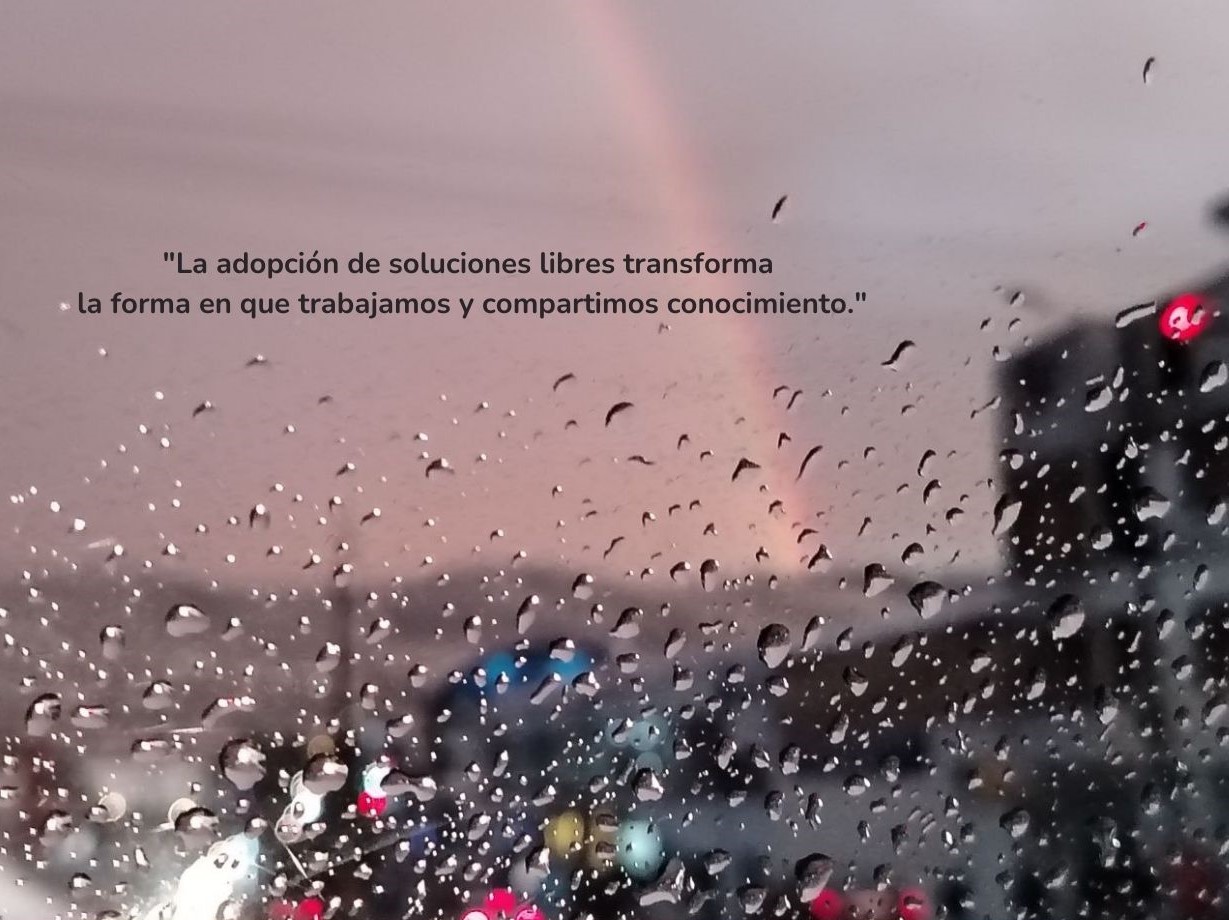 "La adopción de soluciones libres transforma
la forma en que trabajamos y compartimos conocimiento."